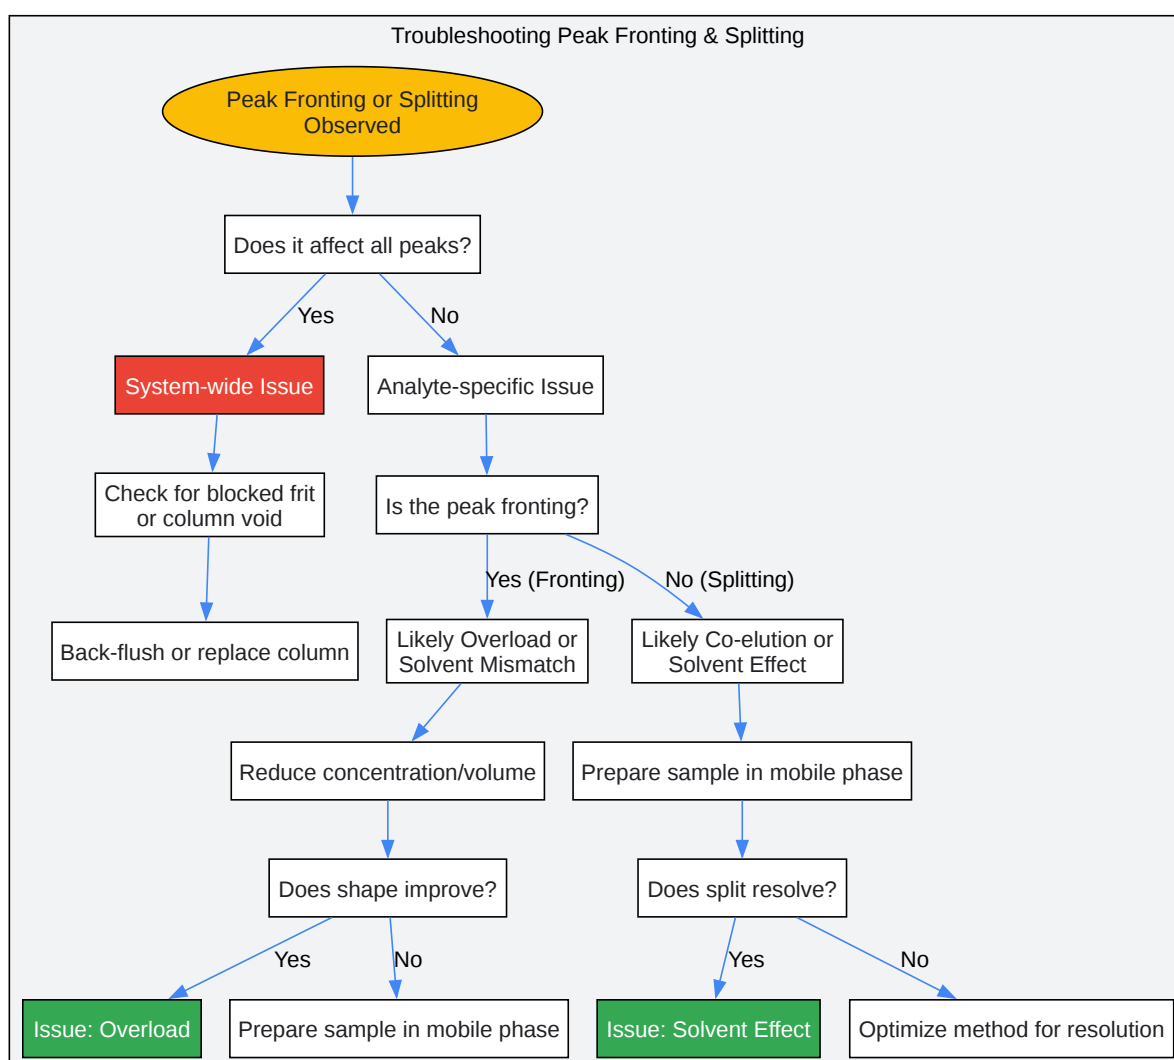 Troubleshooting Peak Fronting & Splitting
Peak Fronting or Splitting
Observed
Does it affect all peaks?
Yes
No
System-wide Issue
Analyte-specific Issue
Check for blocked frit
or column void
Is the peak fronting?
Yes (Fronting)
No (Splitting)
Back-flush or replace column
Likely Overload or
Solvent Mismatch
Likely Co-elution or
Solvent Effect
Reduce concentration/volume
Prepare sample in mobile phase
Does shape improve?
Does split resolve?
Yes
No
Yes
No
Issue: Overload
Prepare sample in mobile phase
Issue: Solvent Effect
Optimize method for resolution